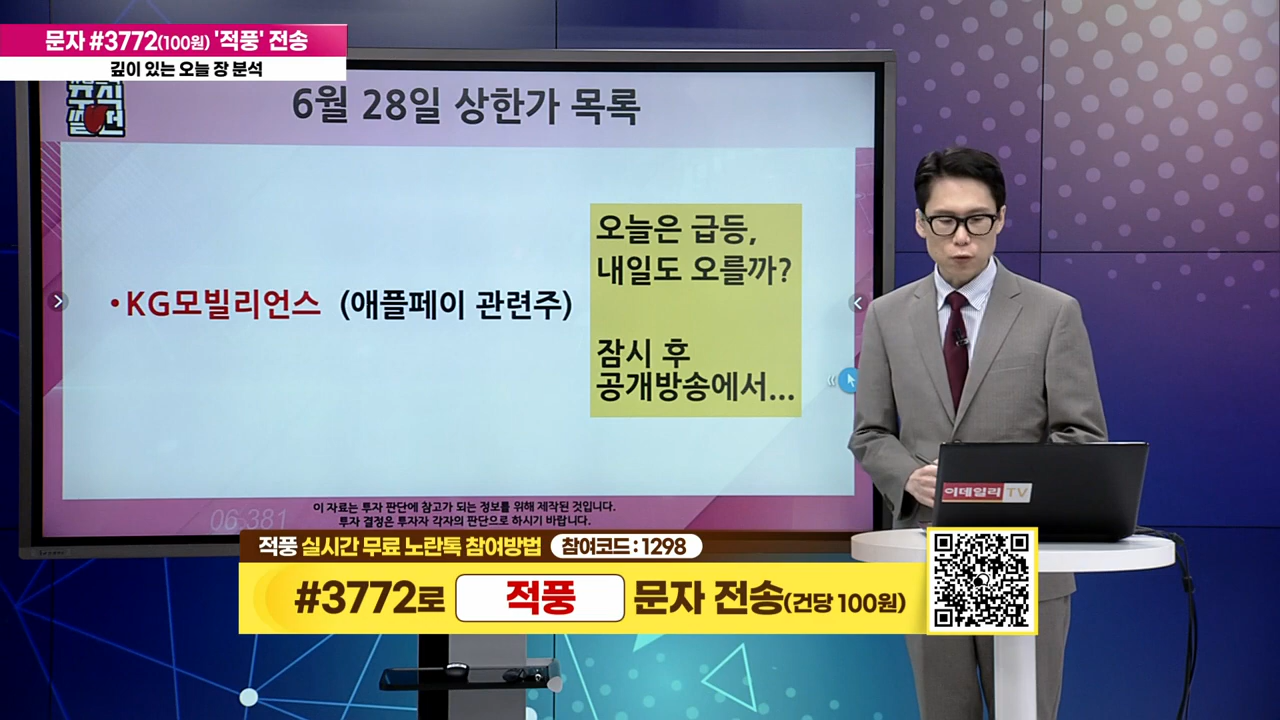 문자 #3772(100원) '적풍' 전송
깊이 있는 오늘 장 분석
주식
썰전
6월 28일 상한가 목록
•KG모빌리언스 (애플페이 관련주)
오늘은 급등,
내일도 오를까?
잠시 후
공개방송에서...
이 자료는 투자 판단에 참고가 되는 정보를 위해 제작된 것입니다.
투자 결정은 투자자 각자의 판단으로 하시기 바랍니다.
06.381
이데일리 TV
적풍 실시간 무료 노란톡 참여방법 참여코드 : 1298
#3772로 적풍 문자 전송(건당 100원)